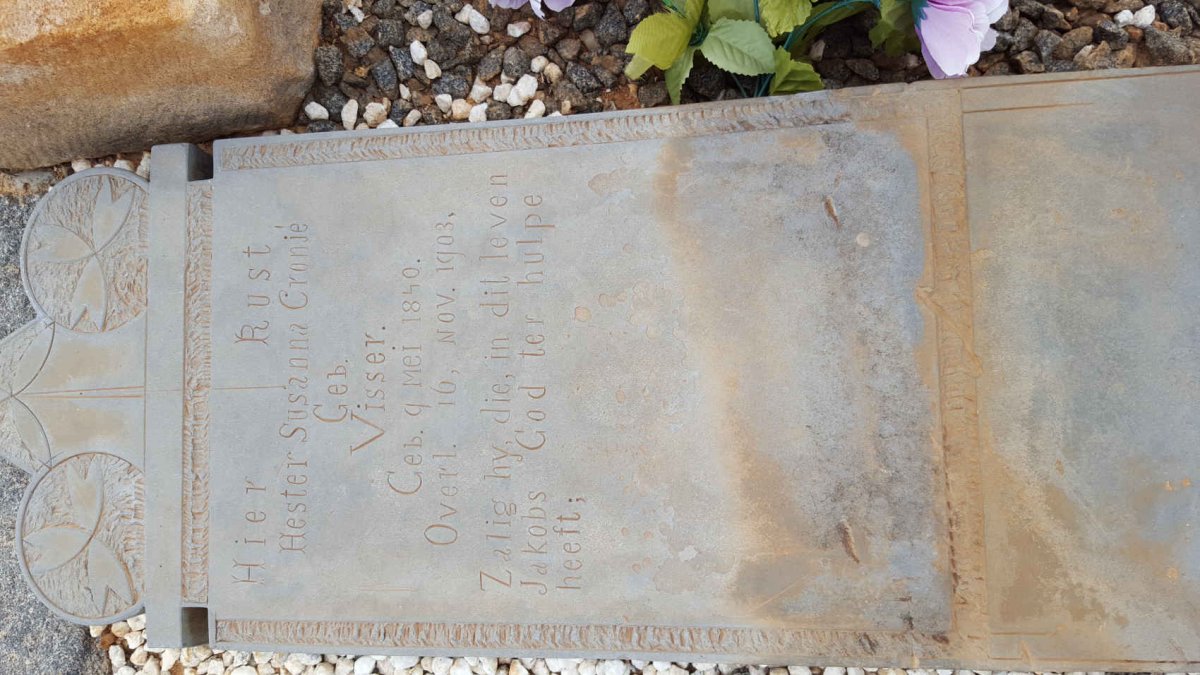 Hier Rust,
Hester Susanna Cronjé
Geb.
Visser.
Geb. 9 Mei 1840.
Overl. 16, Nov. 1903,
Zalig hy, die, in dit leven
Jakobs God ter hulpe
heeft;